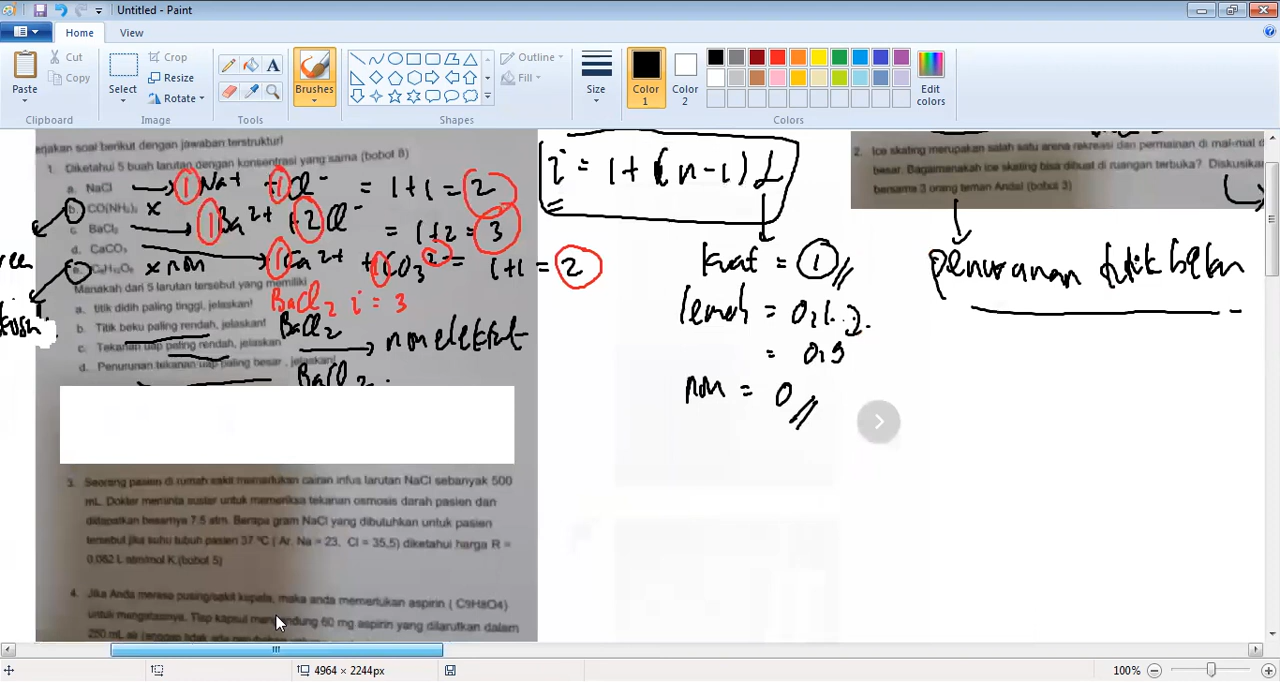 Untitled - Paint
Home View
Paste
Cut
Copy
Clipboard
Select
Crop
Resize
Rotate
Image
A
Tools
Brushes
Outline
Fill
Shapes
Size
Color 1
Color 2
Edit colors
Colors
erjakan soal berikut dengan jawaban terstruktur!
1. Diketahui 5 buah larutan dengan konsentrasi yang sama (bobot 8)
a. NaCl → 1Na+ + 1Cl- = 1+1 = 2
b. CO(NH2)2 x
c. BaCl2 → 1Ba2+ + 2Cl- = 1+2 = 3
d. CaCO3 → 1Ca2+ + 1CO3 2- = 1+1 = 2
e. C6H12O6 x non
Manakah dari 5 larutan tersebut yang memiliki
BaCl2 i = 3
a. titik didih paling tinggi, jelaskan!
b. Titik beku paling rendah, jelaskan! BaCl2
c. Tekanan uap paling rendah, jelaskan → non elektrolit
d. Penurunan tekanan uap paling besar , jelaskan! BaCl2.
3. Seorang pasien di rumah sakit memerlukan cairan infus larutan NaCl sebanyak 500
mL. Dokter meminta suster untuk memeriksa tekanan osmosis darah pasien dan
didapatkan besarnya 7,5 atm. Berapa gram NaCl yang dibutuhkan untuk pasien
tersebut jika suhu tubuh pasien 37 °C ( Ar. Na = 23, Cl = 35,5) diketahui harga R =
0,082 L atm/mol K.(bobot 5)
4. Jika Anda merasa pusing/sakit kepala, maka anda memerlukan aspirin ( C9H8O4)
untuk mengatasinya. Tiap kapsul mengandung 60 mg aspirin yang dilarutkan dalam
250 mL air
i = 1 + (n-1) α
kuat = 1
lemah = 0,1..2.
= 0,9
non = 0
2. Ice skating merupakan salah satu arena rekreasi dan permainan di mal-mal
besar. Bagaimanakah ice skating bisa dibuat di ruangan terbuka? Diskusikan
bersama 3 orang teman Anda! (bobot 3)
penurunan titik beku
4964 × 2244px
100%